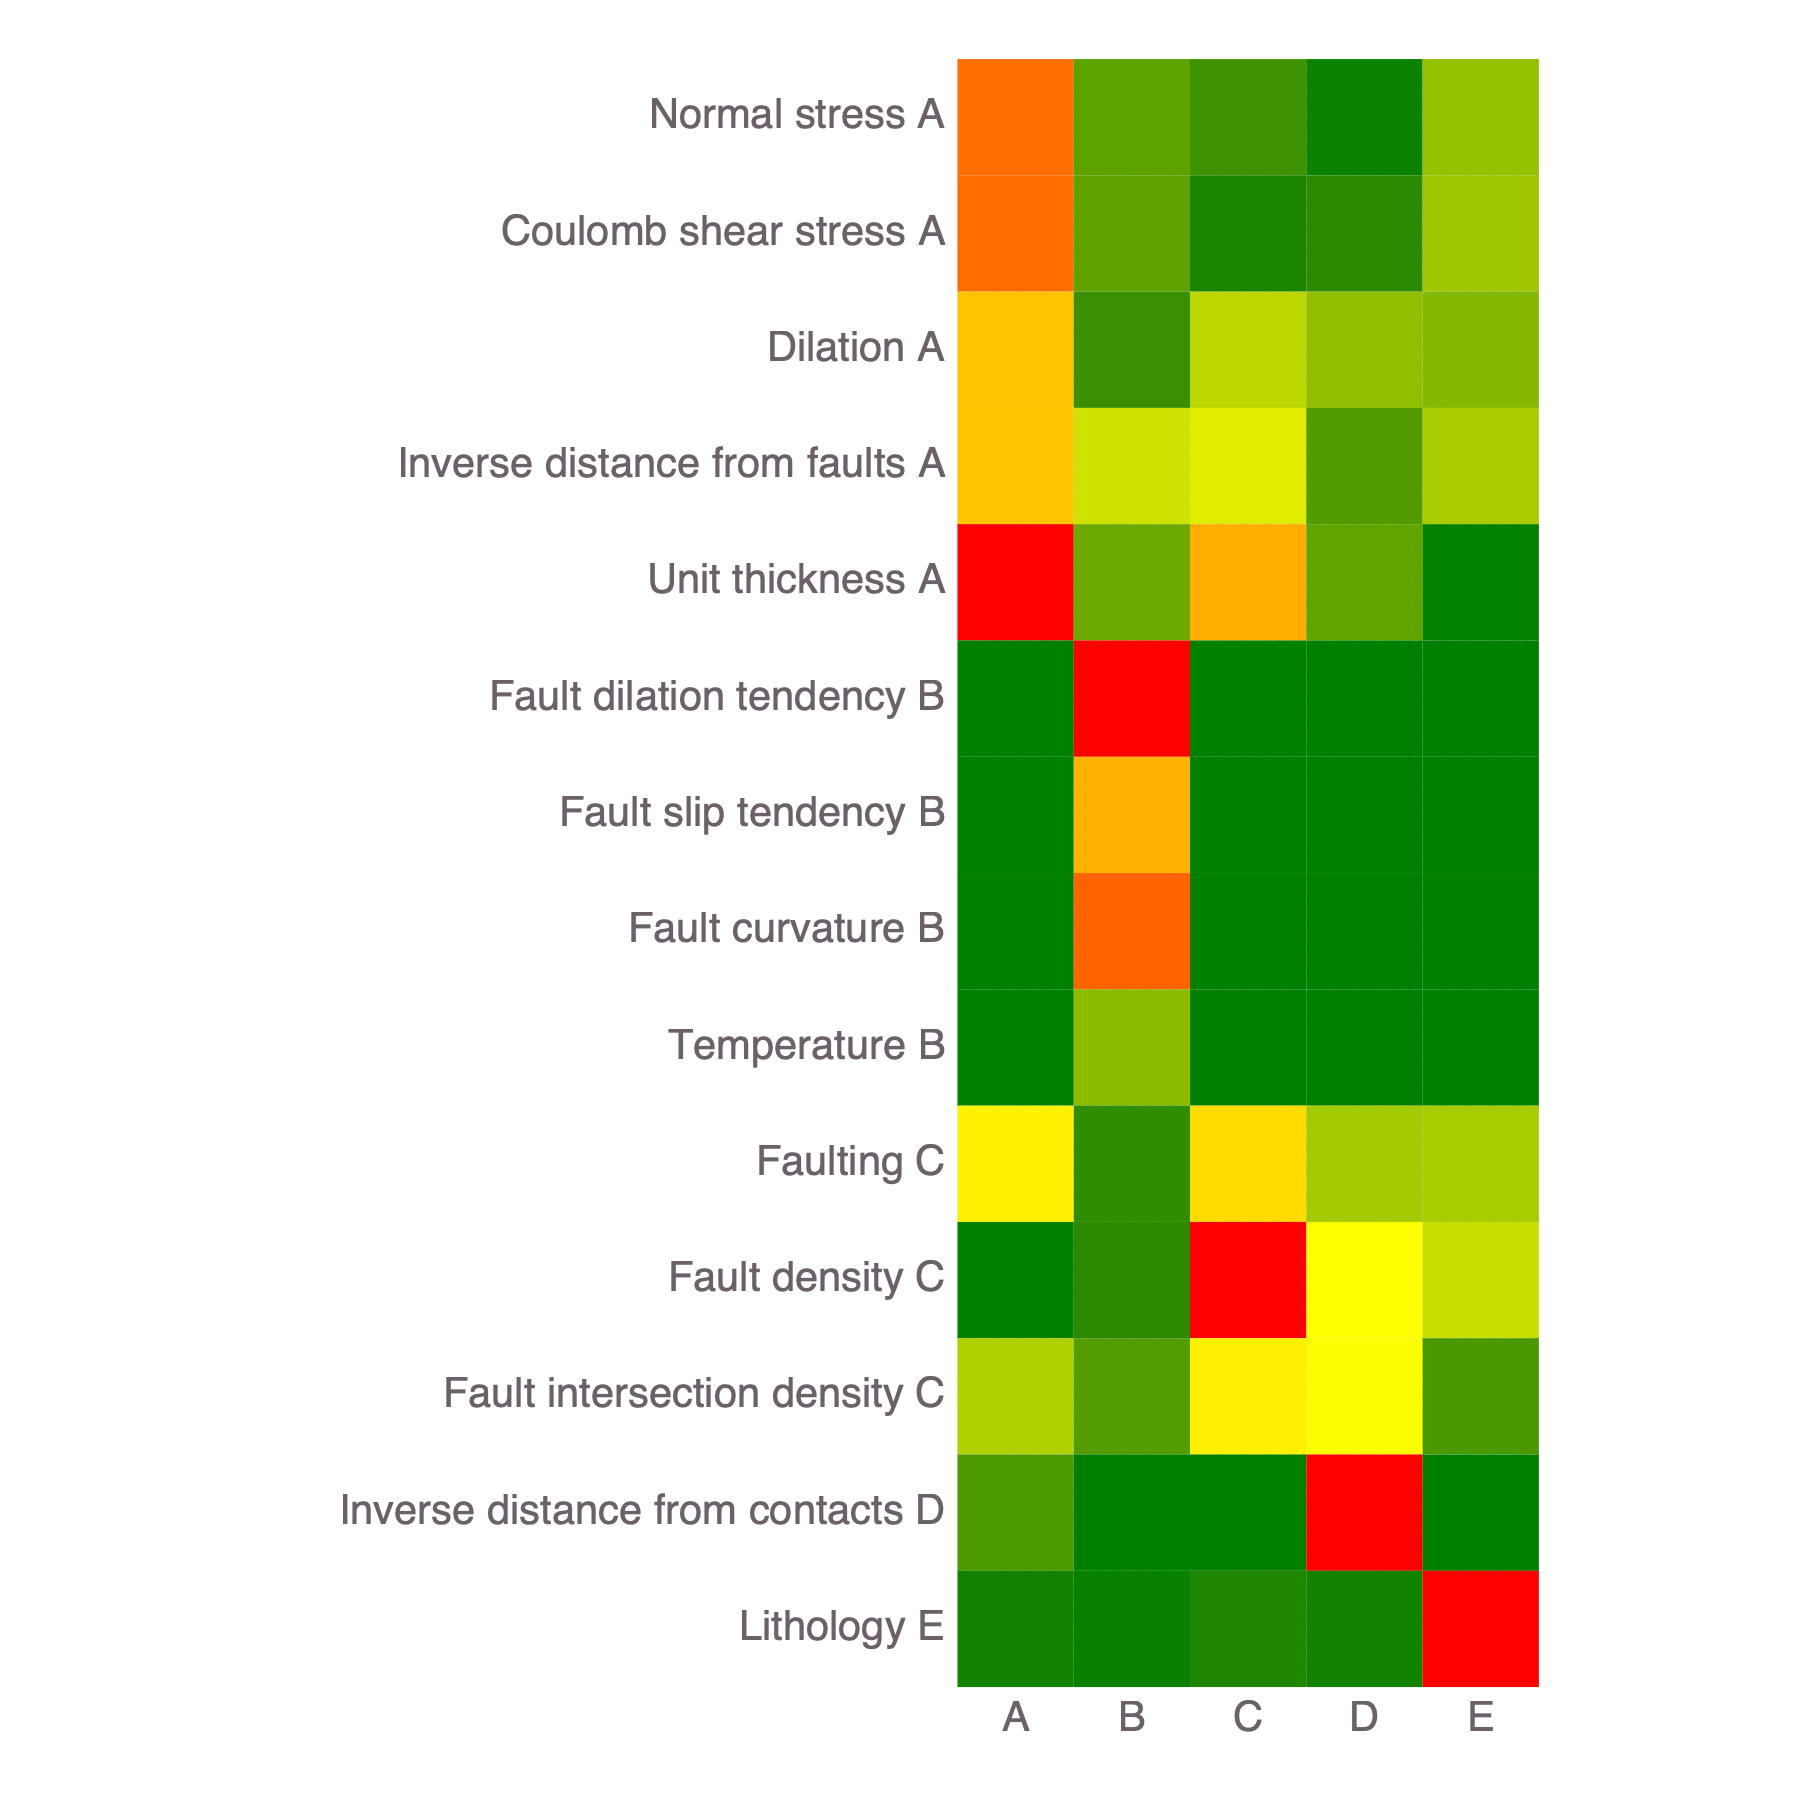 Normal stress A
Coulomb shear stress A
Dilation A
Inverse distance from faults A
Unit thickness A
Fault dilation tendency B
Fault slip tendency B
Fault curvature B
Temperature B
Faulting C
Fault density C
Fault intersection density C
Inverse distance from contacts D
Lithology E
A B C D E